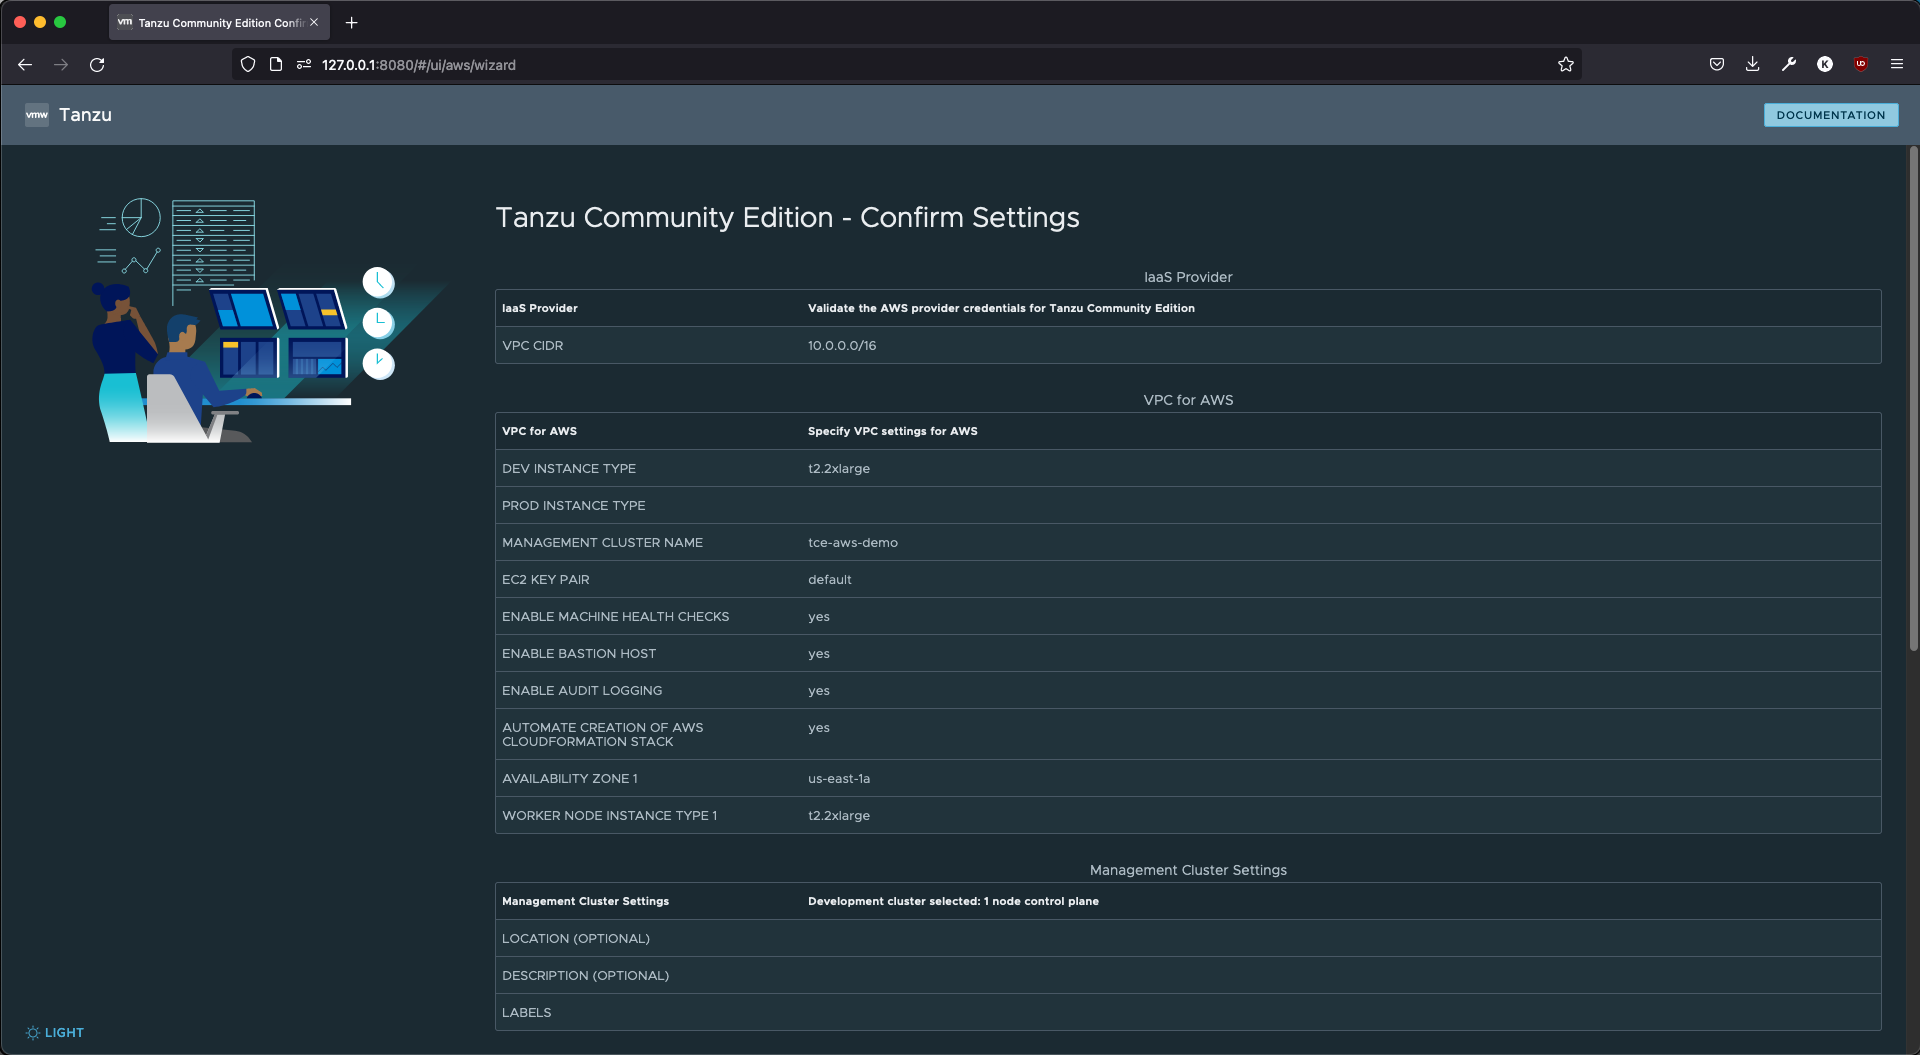 vm Tanzu Community Edition Confir
127.0.0.1:8080/#/ui/aws/wizard
K
vmw Tanzu
DOCUMENTATION
Tanzu Community Edition - Confirm Settings
IaaS Provider
IaaS Provider Validate the AWS provider credentials for Tanzu Community Edition
VPC CIDR 10.0.0.0/16
VPC for AWS
VPC for AWS Specify VPC settings for AWS
DEV INSTANCE TYPE t2.2xlarge
PROD INSTANCE TYPE
MANAGEMENT CLUSTER NAME tce-aws-demo
EC2 KEY PAIR default
ENABLE MACHINE HEALTH CHECKS yes
ENABLE BASTION HOST yes
ENABLE AUDIT LOGGING yes
AUTOMATE CREATION OF AWS yes
CLOUDFORMATION STACK
AVAILABILITY ZONE 1 us-east-1a
WORKER NODE INSTANCE TYPE 1 t2.2xlarge
Management Cluster Settings
Management Cluster Settings Development cluster selected: 1 node control plane
LOCATION (OPTIONAL)
DESCRIPTION (OPTIONAL)
LABELS
LIGHT